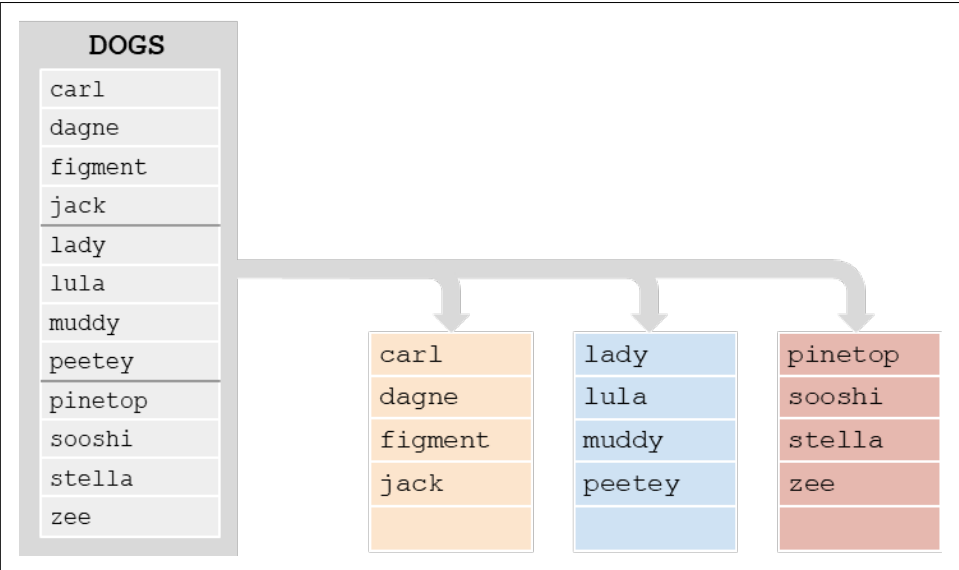 DOGS
carl
dagne
figment
jack
lady
lula
muddy
peetey
pinetop
sooshi
stella
zee
carl
dagne
figment
jack
lady
lula
muddy
peetey
pinetop
sooshi
stella
zee